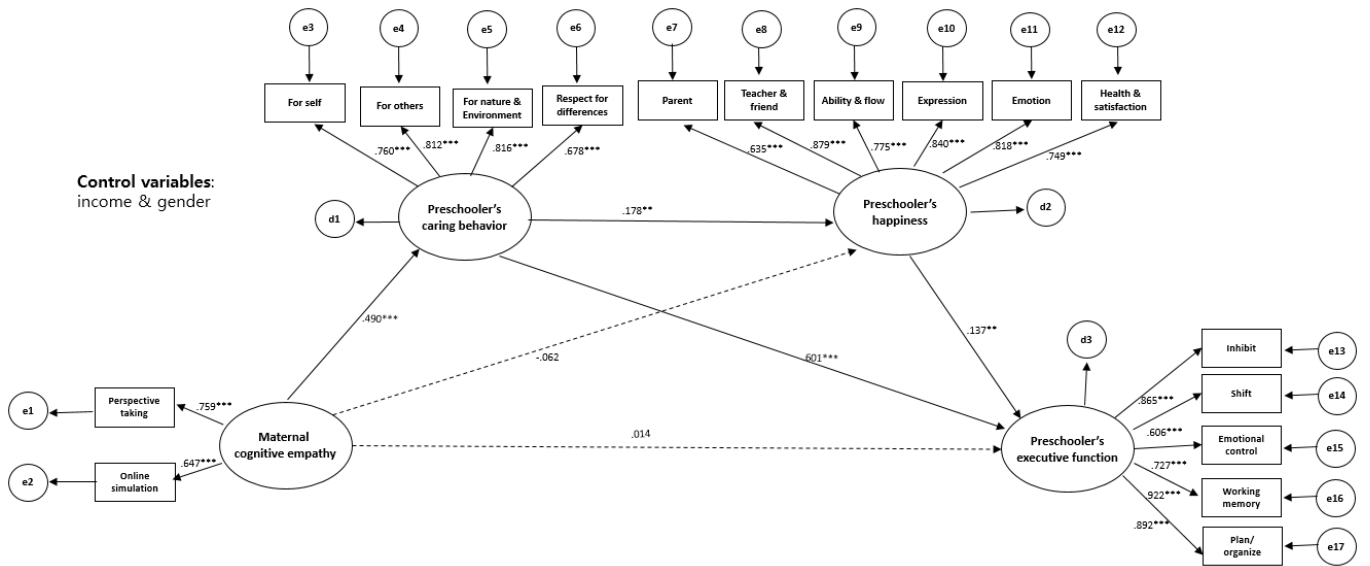 e3
e4
e5
e6
e7
e8
e9
e10
e11
e12
For self
For others
For nature &
Environment
Respect for
differences
Parent
Teacher &
friend
Ability & flow
Expression
Emotion
Health &
satisfaction
.760***
.812***
.816***
.678***
.635***
.879***
.775***
.840***
.818***
.749***
Control variables:
income & gender
d1
Preschooler's
caring behavior
.178**
Preschooler's
happiness
d2
.490***
-.062
.601***
.137**
d3
e1
Perspective
taking
.759***
Maternal
cognitive empathy
.014
e2
Online
simulation
.647***
Preschooler's
executive function
.865***
.606***
.727***
.922***
.892***
Inhibit
e13
Shift
e14
Emotional
control
e15
Working
memory
e16
Plan/
organize
e17